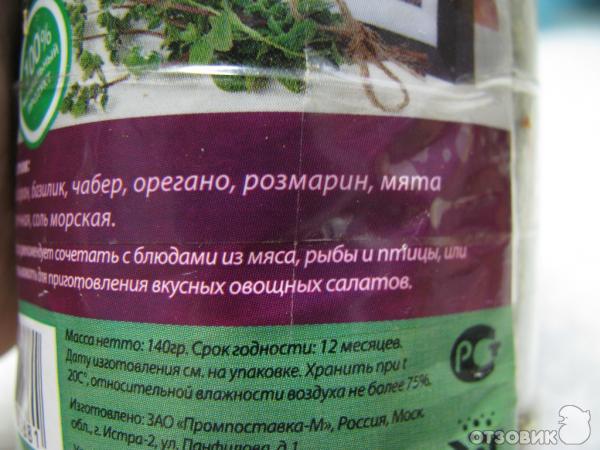 100%
базилик, чабер, орегано, розмарин, мята
соль морская.
сочетать с блюдами из мяса, рыбы и птицы, или
для приготовления вкусных овощных салатов.
Масса нетто: 140гр. Срок годности: 12 месяцев.
Дату изготовления см. на упаковке. Хранить при t
20С°, относительной влажности воздуха не более 75%.
Изготовлено: ЗАО «Промпоставка-М», Россия, Моск.
обл., г. Истра-2, ул. Панфилова, д.1
РСТ
ОТЗОВИК